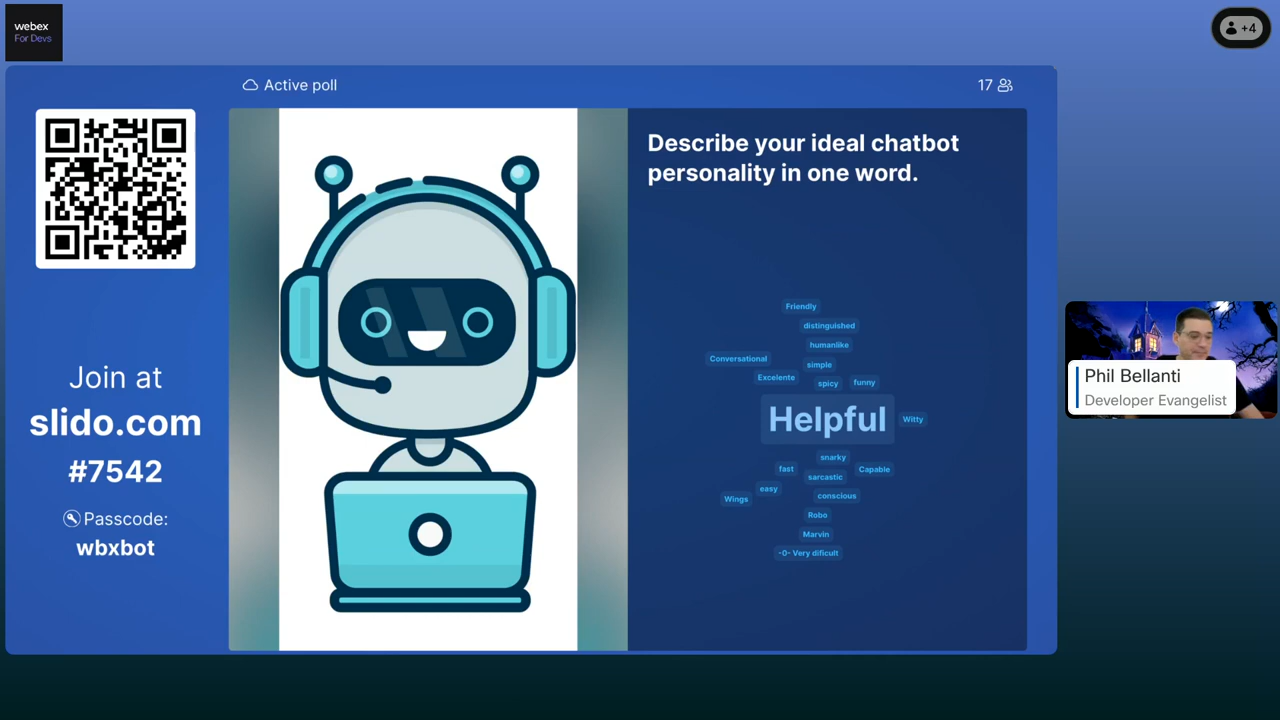 webex
For Devs
+4
Active poll
17
Join at
slido.com
#7542
Passcode:
wbxbot
Describe your ideal chatbot
personality in one word.
Friendly
distinguished
humanlike
Conversational
simple
Excelente
spicy
funny
Helpful
Witty
snarky
fast
Capable
sarcastic
easy
conscious
Wings
Robo
Marvin
-0- Very dificult
Phil Bellanti
Developer Evangelist